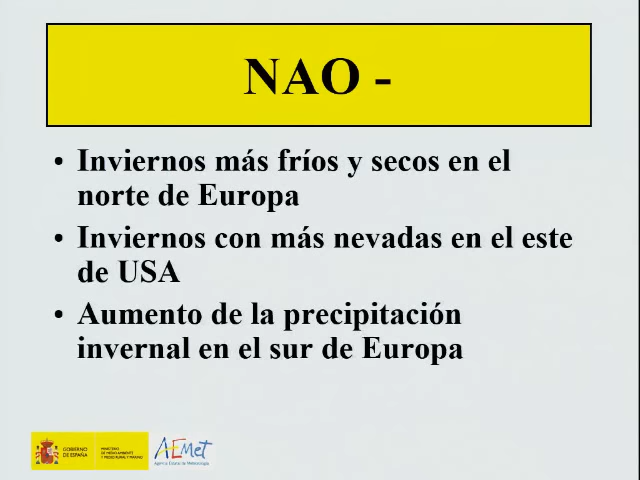 NAO -
• Inviernos más fríos y secos en el
norte de Europa
• Inviernos con más nevadas en el este
de USA
• Aumento de la precipitación
invernal en el sur de Europa
GOBIERNO
DE ESPAÑA
MINISTERIO
DE MEDIO AMBIENTE
Y MEDIO RURAL Y MARINO
AEMet
Agencia Estatal de Meteorología